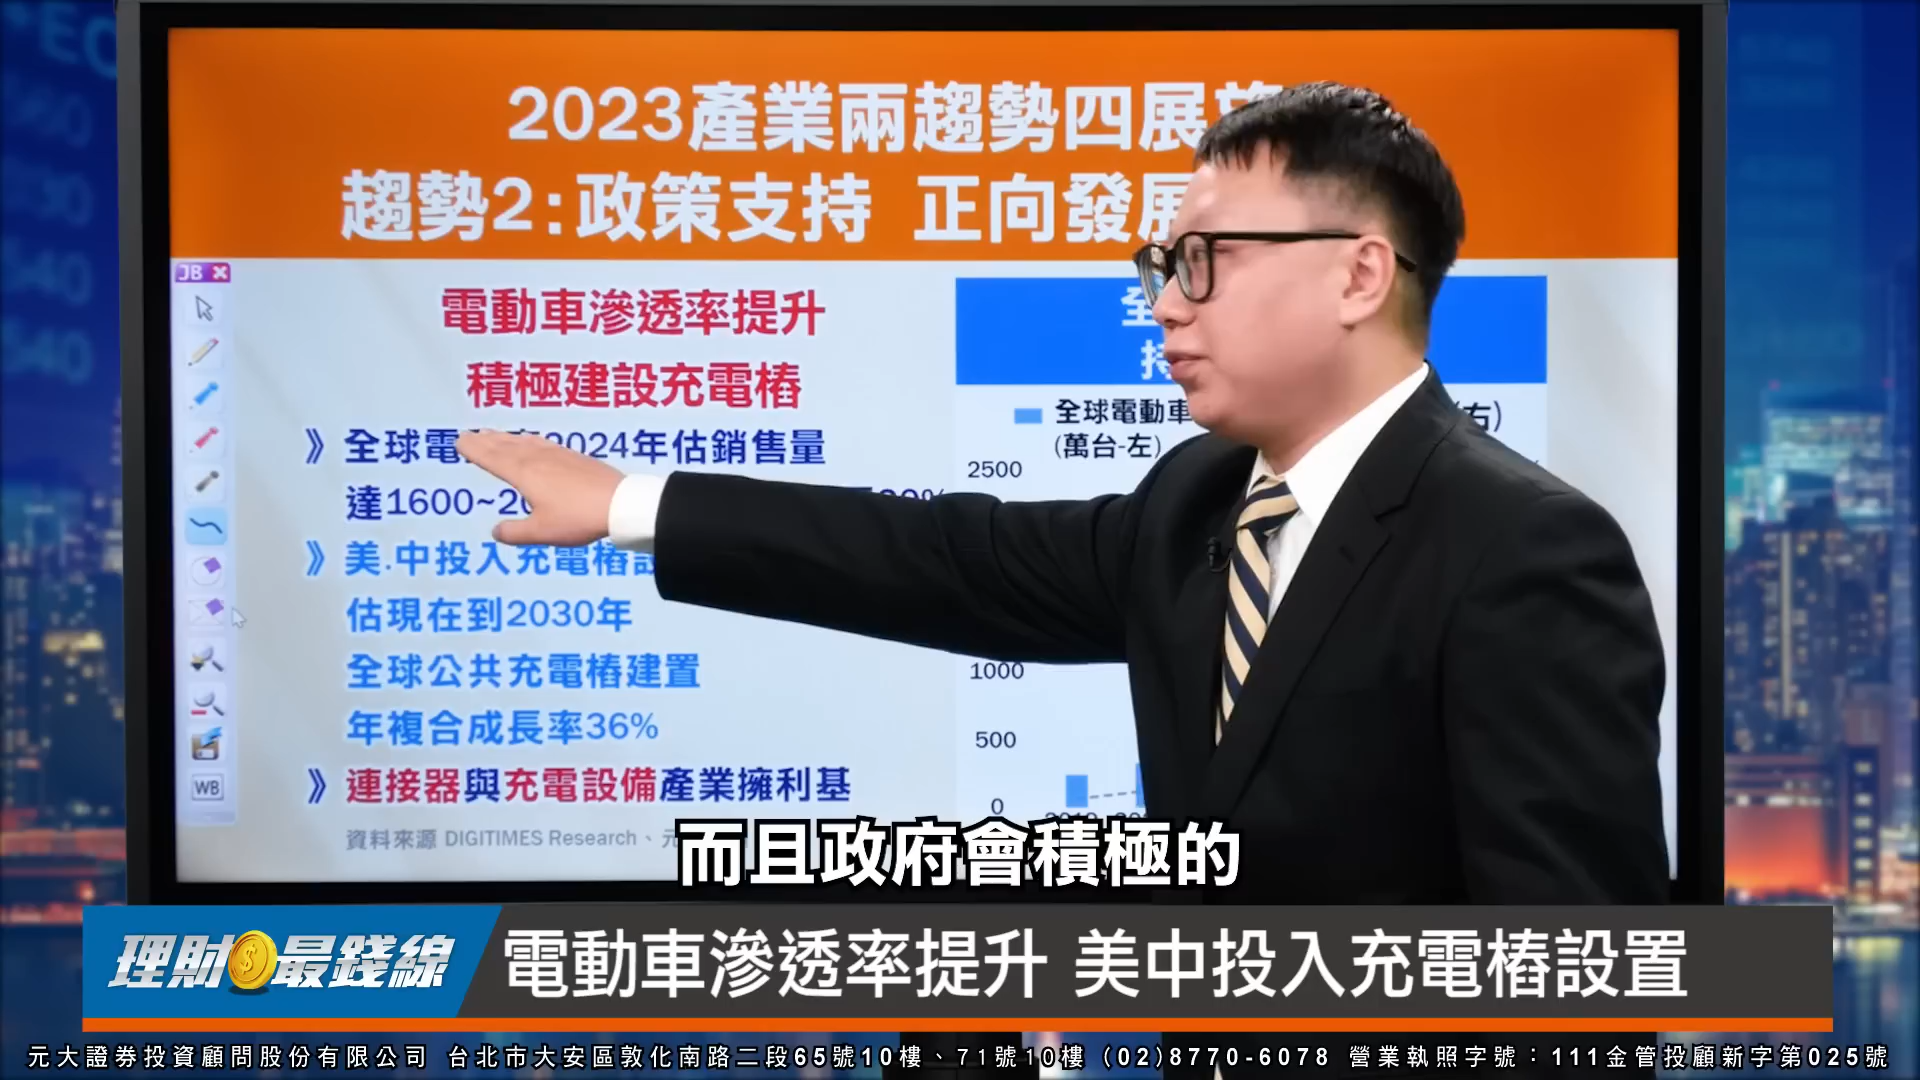 2023產業兩趨勢四展
趨勢2:政策支持 正向發展
JB
電動車滲透率提升
積極建設充電樁
》全球電 2024年估銷售量
達1600~20
》美.中投入充電樁設
估現在到2030年
全球公共充電樁建置
年複合成長率36%
》連接器與充電設備產業擁利基
資料來源 DIGITIMES Research、元
WB
全球電動車
(萬台-左)
右)
2500
1000
500
0
而且政府會積極的
理財最錢線
電動車滲透率提升 美中投入充電樁設置
元大證券投資顧問股份有限公司 台北市大安區敦化南路二段65號10樓、71號10樓 (02)8770-6078 營業執照字號：111金管投顧新字第025號